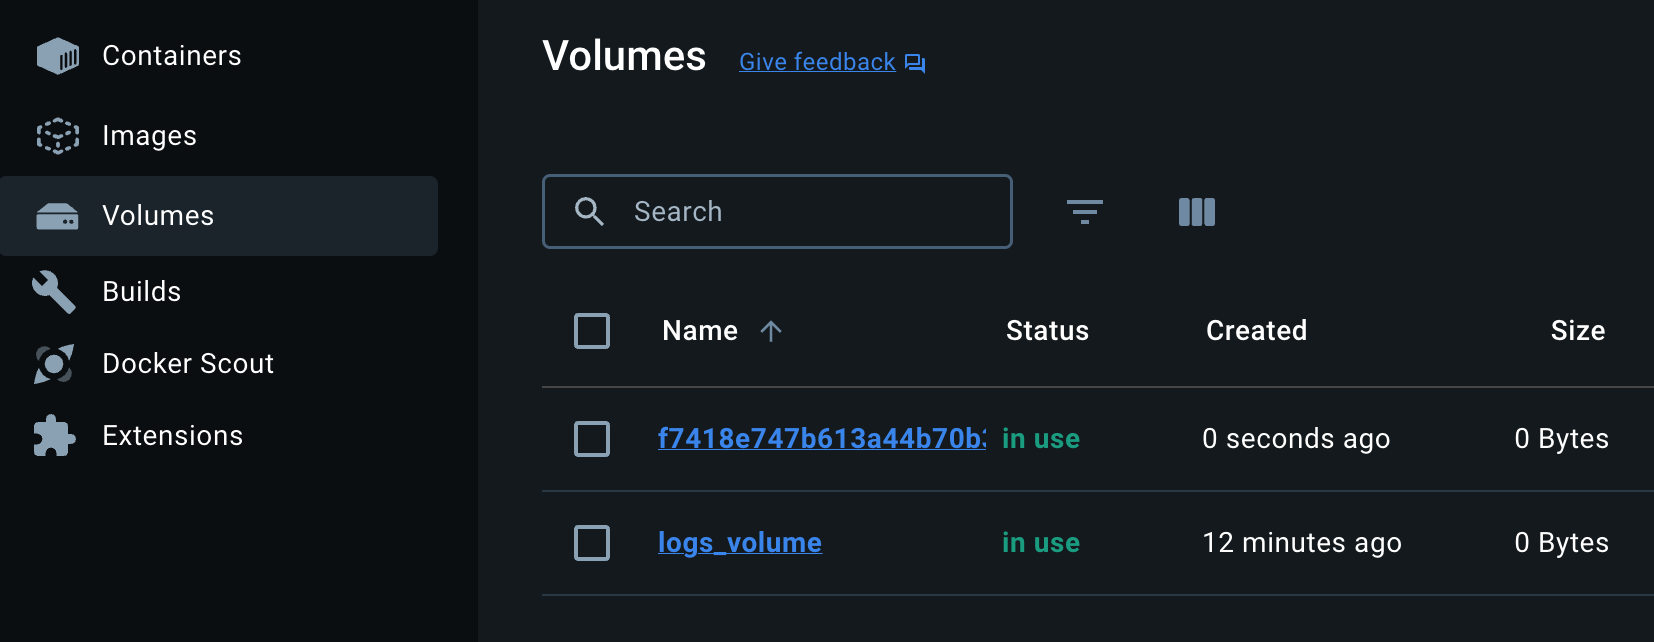 Containers
Images
Volumes
Builds
Docker Scout
Extensions
Volumes Give feedback
Search
Name Status Created Size
f7418e747b613a44b70b in use 0 seconds ago 0 Bytes
logs_volume in use 12 minutes ago 0 Bytes